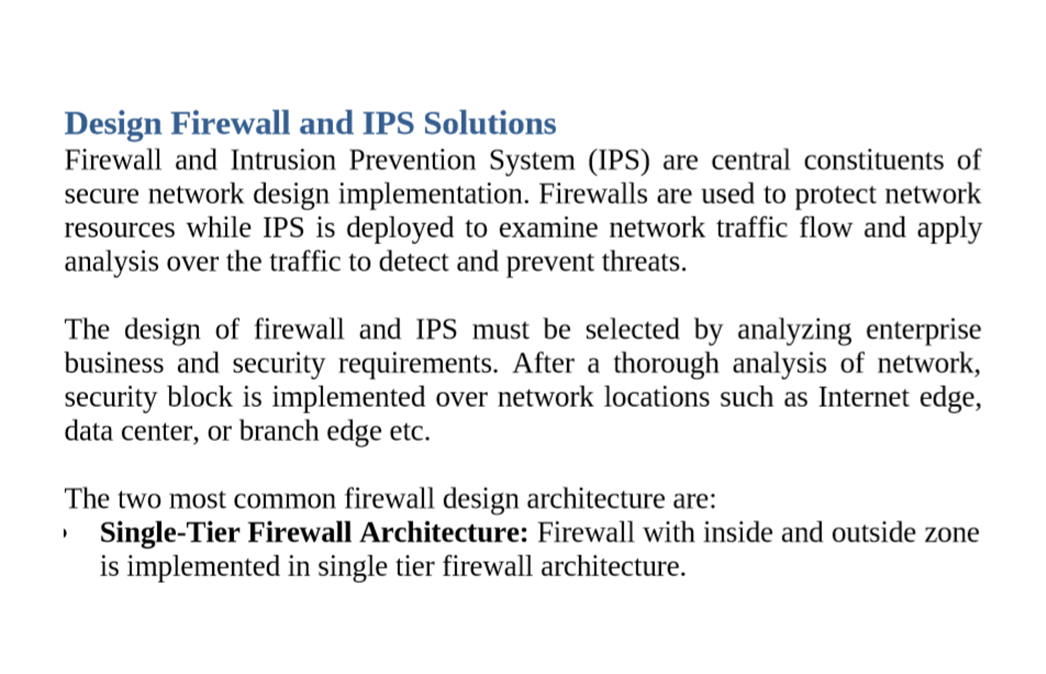 Design Firewall and IPS Solutions
Firewall and Intrusion Prevention System (IPS) are central constituents of
secure network design implementation. Firewalls are used to protect network
resources while IPS is deployed to examine network traffic flow and apply
analysis over the traffic to detect and prevent threats.
The design of firewall and IPS must be selected by analyzing enterprise
business and security requirements. After a thorough analysis of network,
security block is implemented over network locations such as Internet edge,
data center, or branch edge etc.
The two most common firewall design architecture are:
Single-Tier Firewall Architecture: Firewall with inside and outside zone
is implemented in single tier firewall architecture.